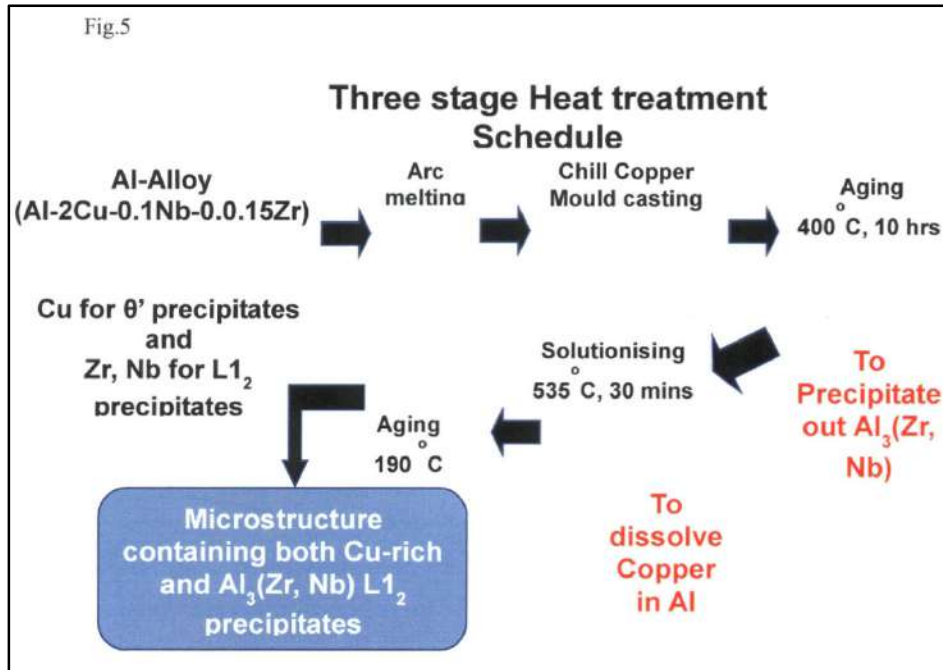 Fig.5
Three stage Heat treatment
Schedule
Al-Alloy
(Al-2Cu-0.1Nb-0.0.15Zr)
Arc
melting
Chill Copper
Mould casting
Aging
400°C, 10 hrs
To
Precipitate
out Al₃(Zr,
Nb)
Solutionising
535°C, 30 mins
To
dissolve
Copper
in Al
Aging
190 °C
Cu for θ’ precipitates
and
Zr, Nb for L1₂
precipitates
Microstructure
containing both Cu-rich
and Al₃(Zr, Nb) L1₂
precipitates